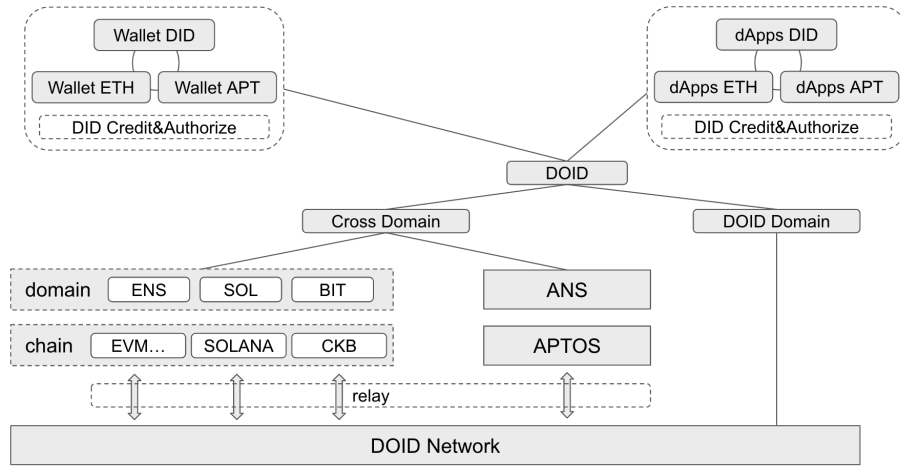 Wallet DID
Wallet ETH Wallet APT
DID Credit&Authorize
dApps DID
dApps ETH dApps APT
DID Credit&Authorize
DOID
Cross Domain DOID Domain
domain ENS SOL BIT ANS
chain EVM… SOLANA CKB APTOS
relay
DOID Network